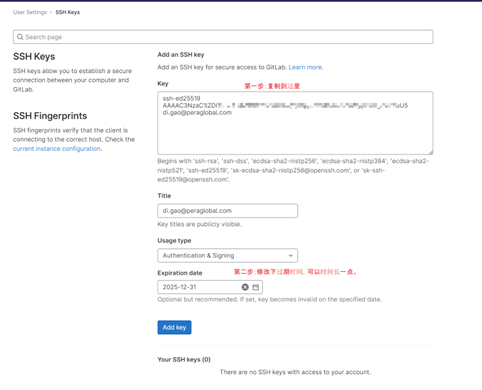 User Settings > SSH Keys
Search page
SSH Keys
SSH keys allow you to establish a secure
connection between your computer and
GitLab.
SSH Fingerprints
SSH fingerprints verify that the client is
connecting to the correct host. Check the
current instance configuration.
Add an SSH key
Add an SSH key for secure access to GitLab. Learn more.
Key
第一步: 复制到这里
ssh-ed25519
di.gao@peraglobal.com
Begins with 'ssh-rsa', 'ssh-dss', 'ecdsa-sha2-nistp256', 'ecdsa-sha2-nistp384', 'ecdsa-sha2-
nistp521', 'ssh-ed25519', 'sk-ecdsa-sha2-nistp256@openssh.com', or 'sk-ssh-
ed25519@openssh.com'.
Title
di.gao@peraglobal.com
Key titles are publicly visible.
Usage type
Authentication & Signing
Expiration date
第二步: 修改下过期时间, 可以时间长一点。
2025-12-31
Optional but recommended. If set, key becomes invalid on the specified date.
Add key
Your SSH keys (0)
There are no SSH keys with access to your account.